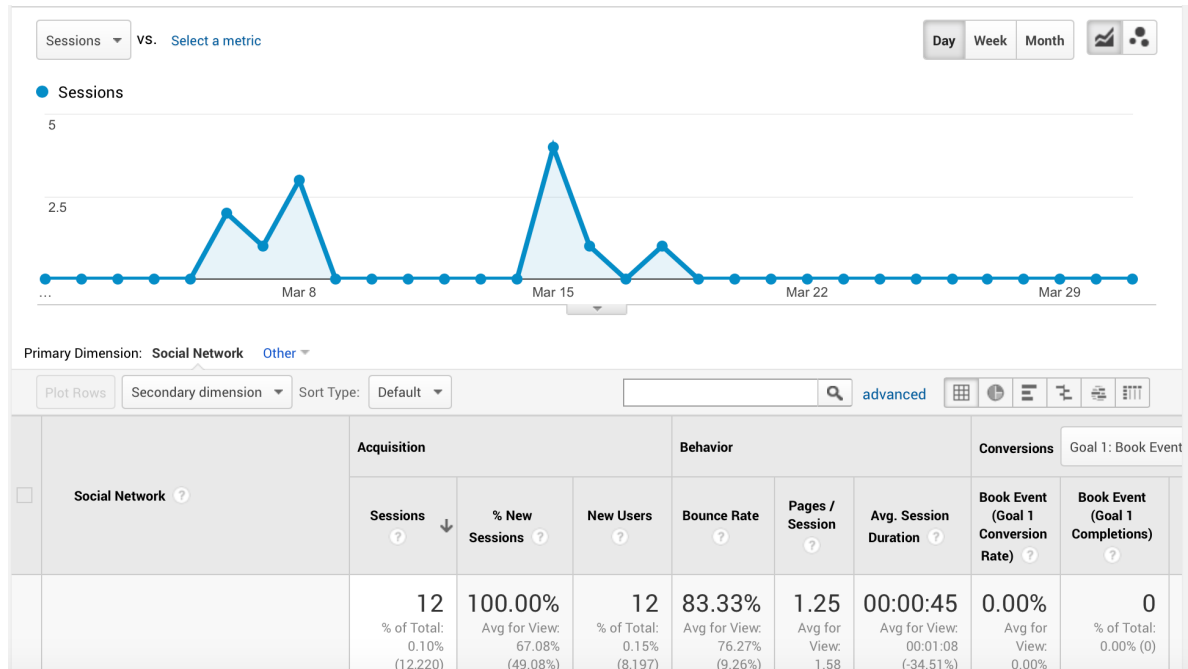 Sessions vs. Select a metric Day Week Month
Sessions
5
2.5
... Mar 8 Mar 15 Mar 22 Mar 29
Primary Dimension: Social Network Other
Plot Rows Secondary dimension Sort Type: Default advanced
Acquisition Behavior Conversions Goal 1: Book Event
Social Network ?
Sessions ?
% New
Sessions ?
New Users ?
Bounce Rate ?
Pages /
Session
?
Avg. Session
Duration ?
Book Event
(Goal 1
Conversion
Rate) ?
Book Event
(Goal 1
Completions)
?
12
% of Total:
0.10%
(12,220)
100.00%
Avg for View:
67.08%
(49.08%)
12
% of Total:
0.15%
(8,197)
83.33%
Avg for View:
76.27%
(9.26%)
1.25
Avg for
View:
1.58
00:00:45
Avg for View:
00:01:08
(-34.51%)
0.00%
Avg for
View:
0.00%
0
% of Total:
0.00% (0)